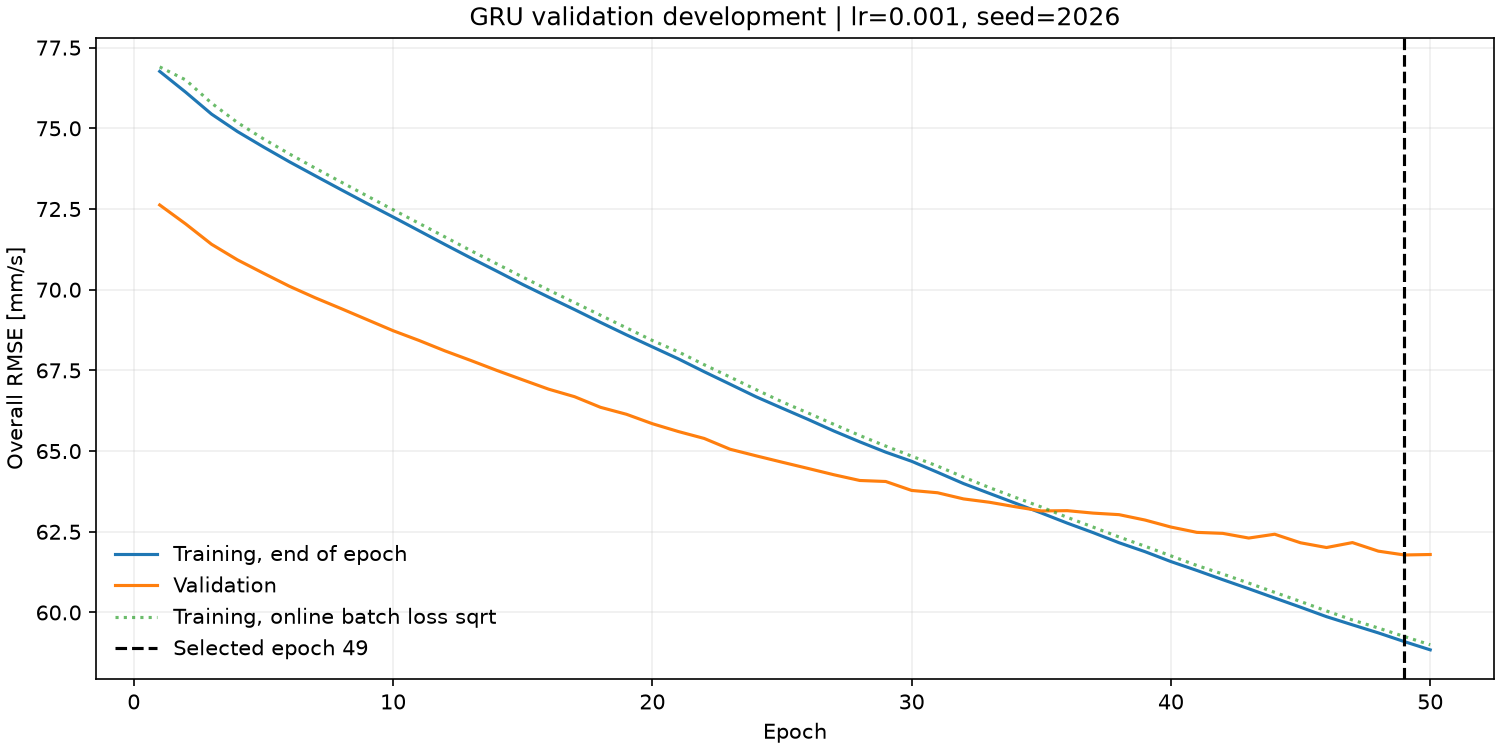 GRU validation development | lr=0.001, seed=2026
77.5
75.0
72.5
70.0
67.5
65.0
62.5
60.0
Overall RMSE [mm/s]
Training, end of epoch
Validation
Training, online batch loss sqrt
Selected epoch 49
0
10
20
30
40
50
Epoch